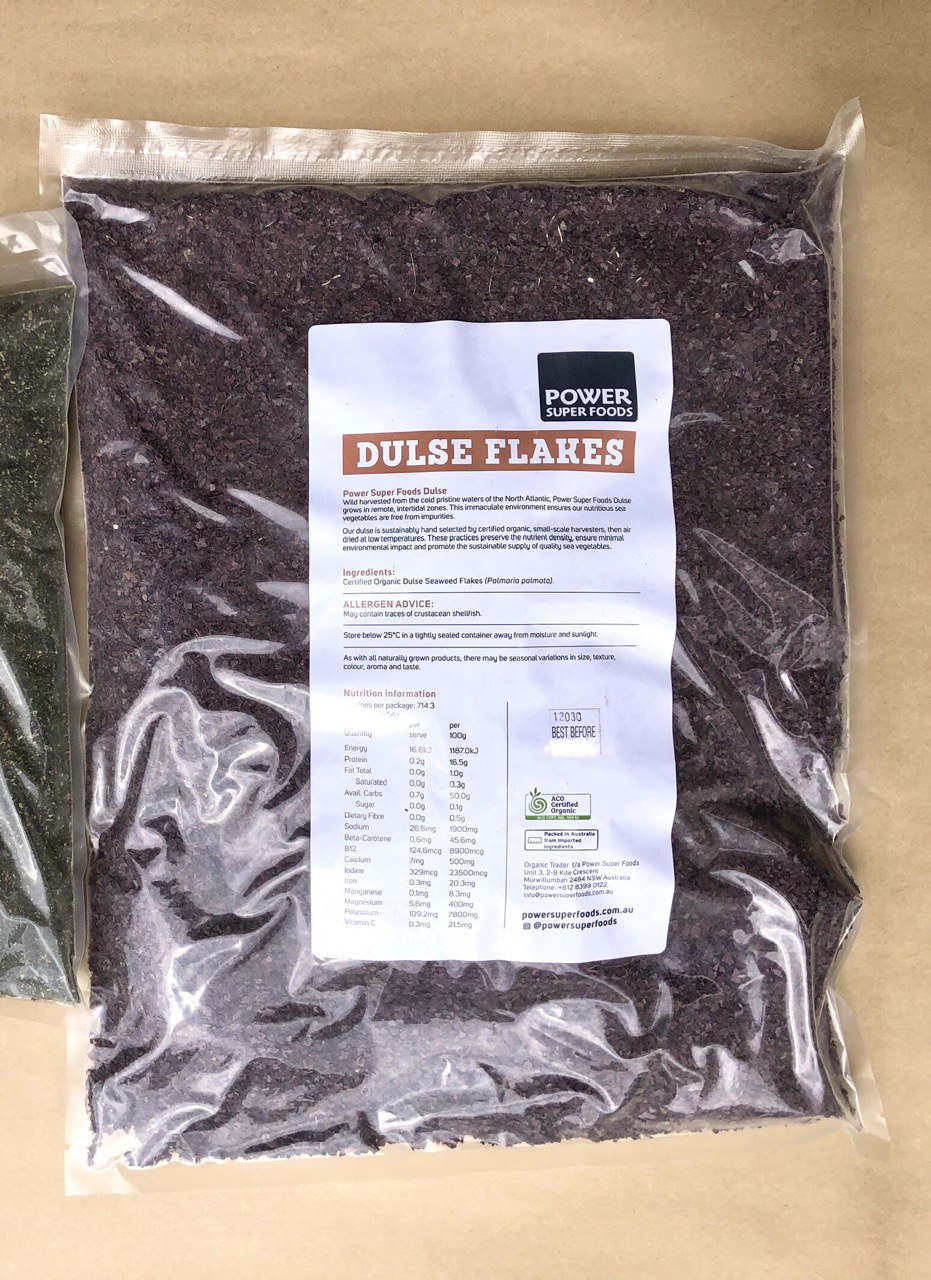 POWER
SUPER FOODS
DULSE FLAKES
Power Super Foods Dulse
Wild harvested from the cold pristine waters of the North Atlantic, Power Super Foods Dulse
grows in remote, intertidal zones. This immaculate environment ensures our nutritious sea
vegetables are free from impurities.
Our dulse is sustainably hand selected by certified organic, small-scale harvesters, then air
dried at low temperatures. These practices preserve the nutrient density, ensure minimal
environmental impact and promote the sustainable supply of quality sea vegetables.
Ingredients:
Certified Organic Dulse Seaweed Flakes (Palmaria palmata).
ALLERGEN ADVICE:
May contain traces of crustacean shellfish.
Store below 25°C in a tightly sealed container away from moisture and sunlight.
As with all naturally grown products, there may be seasonal variations in size, texture,
colour, aroma and taste.
Nutrition information
per package: 714.3
Quantity per serve per 100g
Energy 16.6kJ 1187.0kJ
Protein 0.2g 16.5g
Fat Total 0.0g 1.0g
Saturated 0.0g 0.3g
Avail. Carbs 0.7g 50.0g
Sugar 0.0g 0.1g
Dietary Fibre 0.0g 0.5g
Sodium 26.6mg 1900mg
Beta-Carotene 0.6mg 45.6mg
B12 124.6mcg 8900mcg
Calcium 7mg 500mg
Iodine 329mcg 23500mcg
Iron 0.3mg 20.3mg
Manganese 0.1mg 8.3mg
Magnesium 5.6mg 400mg
Potassium 109.2mg 7800mg
Vitamin C 0.3mg 21.5mg
12030
BEST BEFORE
ACO
Certified
Organic
Packed in Australia
from imported
ingredients
Organic Trader t/a Power Super Foods
Unit 3, 2-8 Kite Crescent
Murwillumbah 2484 NSW Australia
Telephone: +612 8399 0122
info@powersuperfoods.com.au
powersuperfoods.com.au
@powersuperfoods